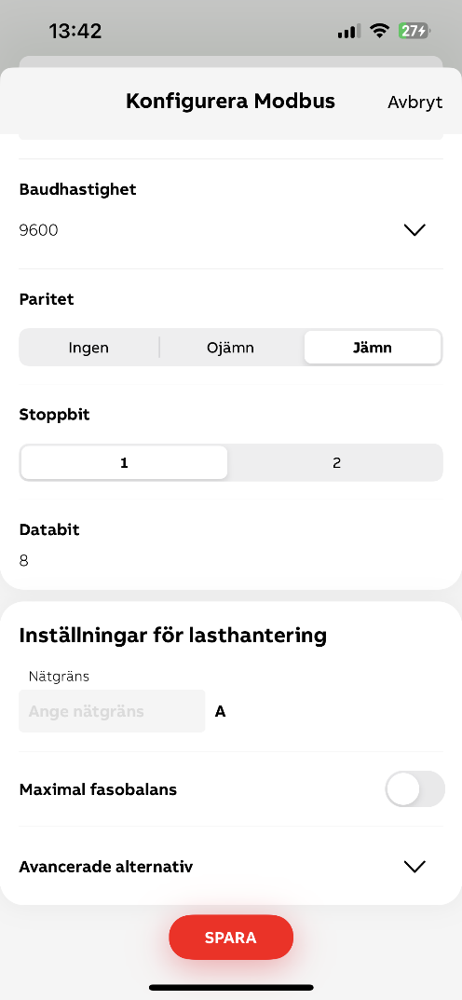 13:42
27
Konfigurera Modbus
Avbryt
Baudhastighet
9600
Paritet
Ingen
Ojämn
Jämn
Stoppbit
1
2
Databit
8
Inställningar för lasthantering
Nätgräns
Ange nätgräns
A
Maximal fasobalans
Avancerade alternativ
SPARA